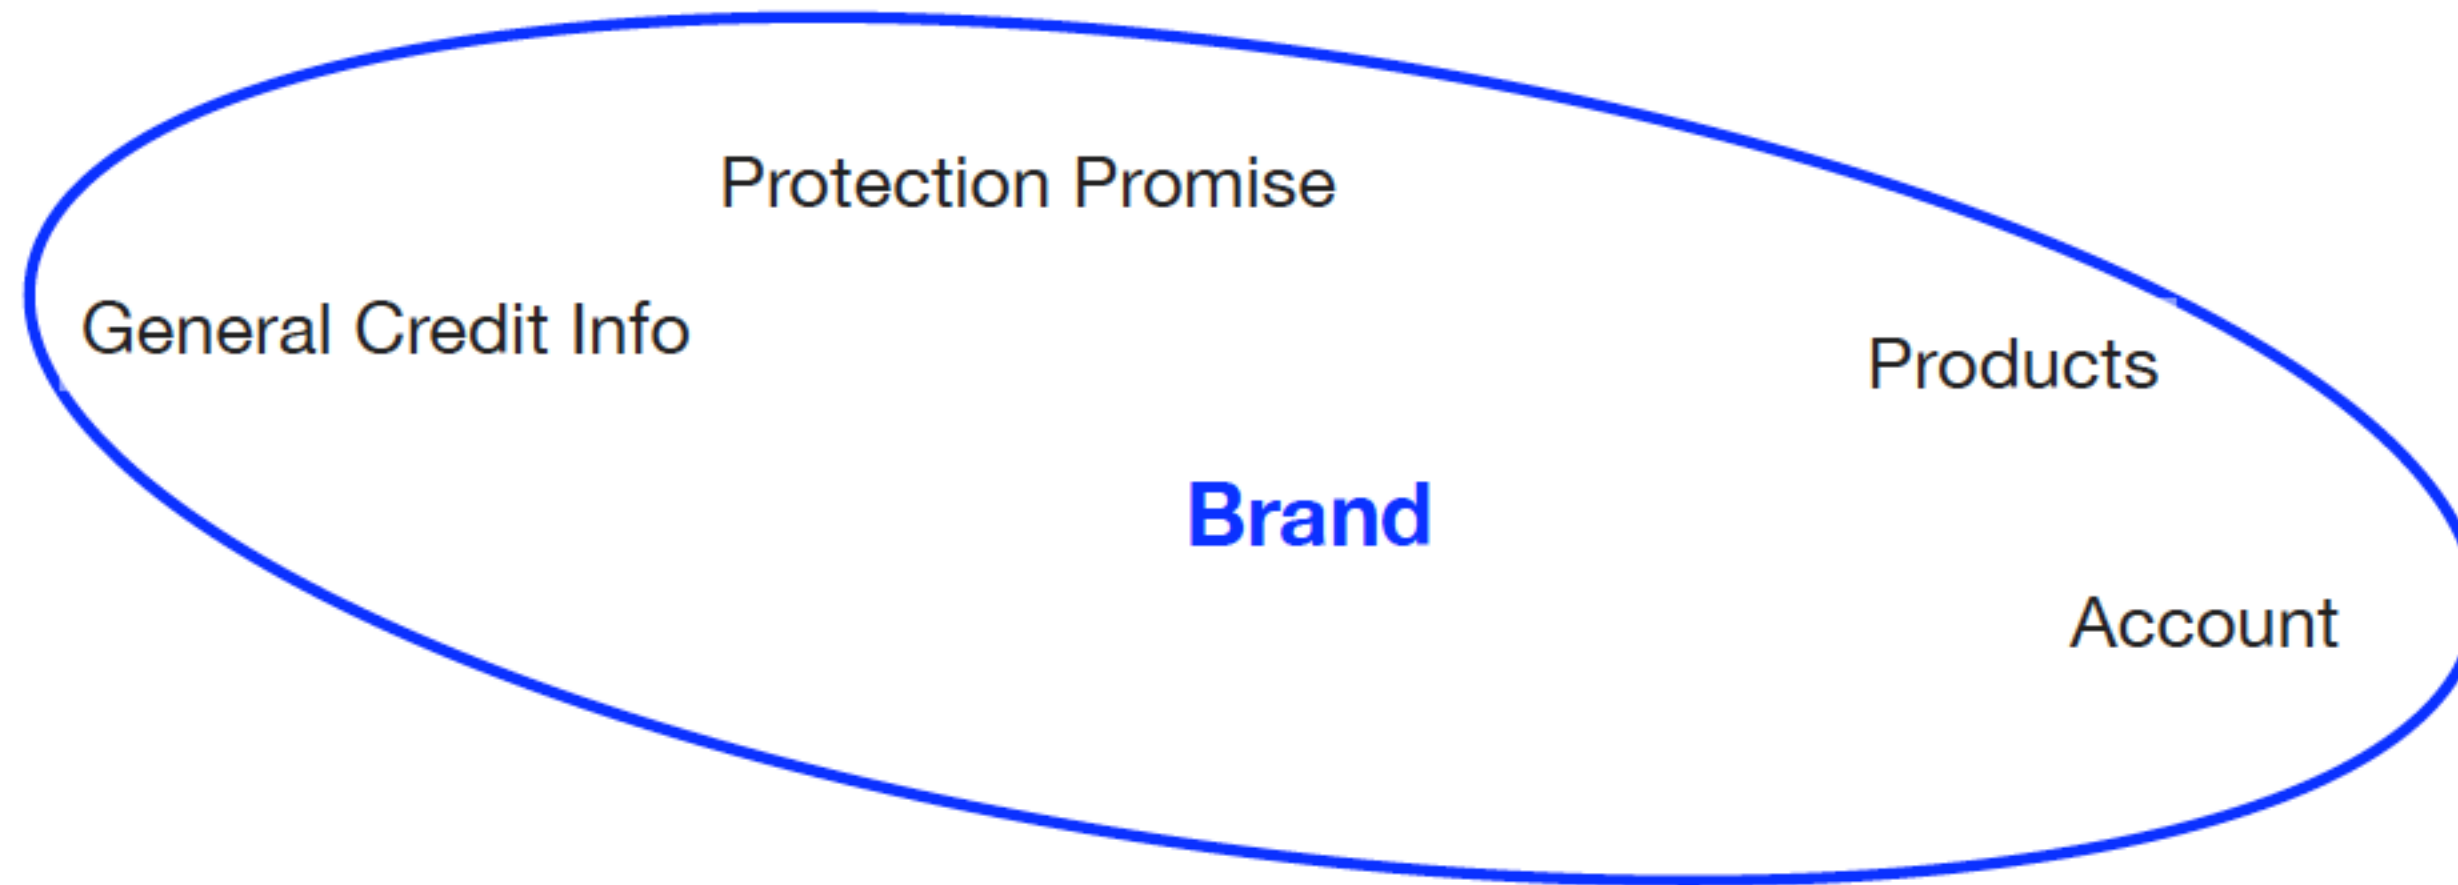 Protection Promise
General Credit Info
Products
Brand
Account